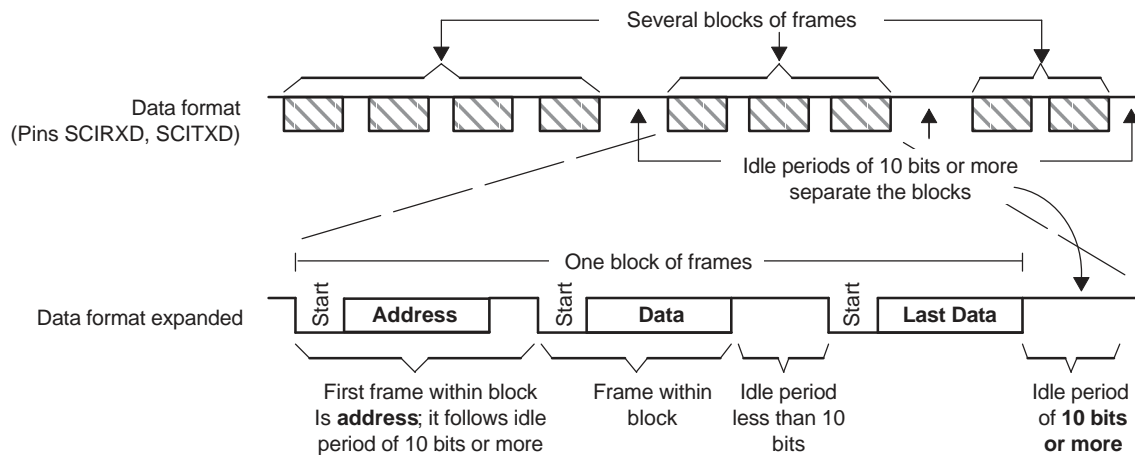 Several blocks of frames
Data format
(Pins SCIRXD, SCITXD)
Idle periods of 10 bits or more
separate the blocks
One block of frames
Data format expanded
Start
Address
Start
Data
Start
Last Data
First frame within block
Is address; it follows idle
period of 10 bits or more
Frame within
block
Idle period
less than 10
bits
Idle period
of 10 bits
or more